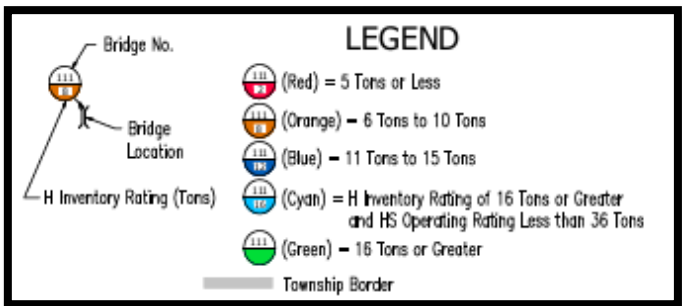 LEGEND
Bridge No.
111
8
Bridge
Location
H Inventory Rating (Tons)
111
(Red) = 5 Tons or Less
111
8
(Orange) = 6 Tons to 10 Tons
111
(Blue) = 11 Tons to 15 Tons
111
(Cyan) = H Inventory Rating of 16 Tons or Greater
and HS Operating Rating Less than 36 Tons
111
(Green) = 16 Tons or Greater
Township Border